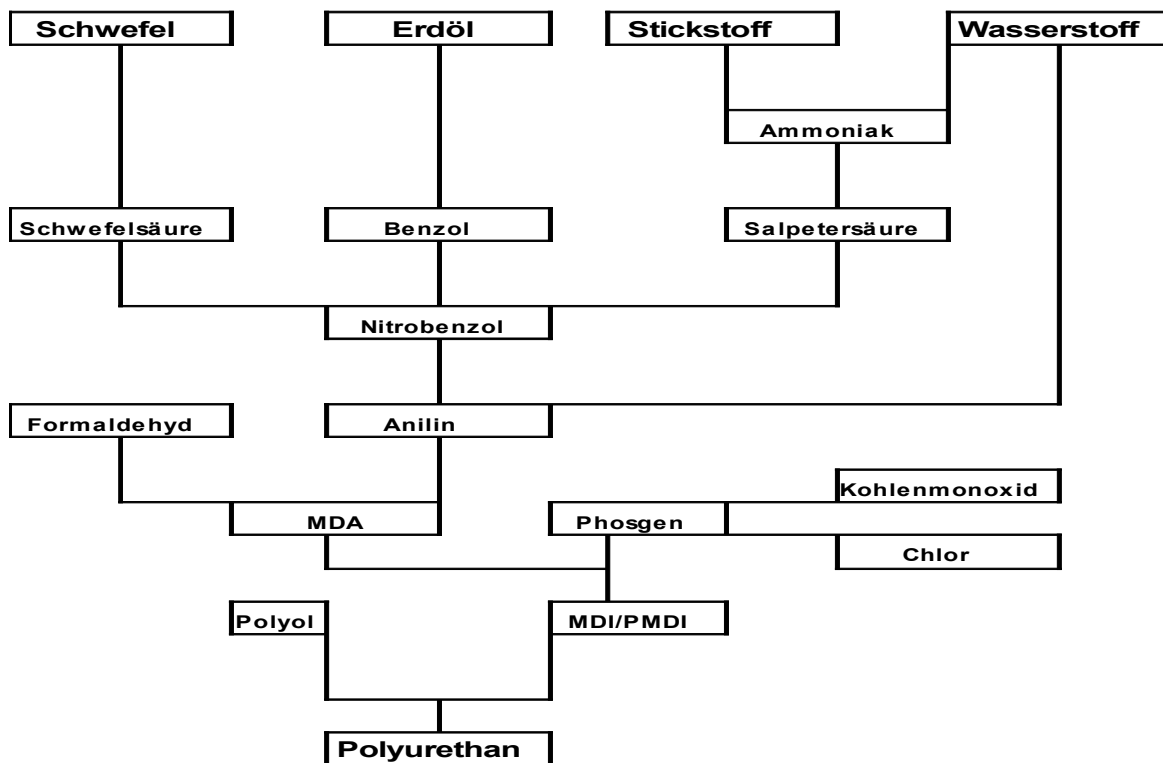 Schwefel
Erdöl
Stickstoff
Wasserstoff
Ammoniak
Schwefelsäure
Benzol
Salpetersäure
Nitrobenzol
Formaldehyd
Anilin
Kohlenmonoxid
MDA
Phosgen
Chlor
Polyol
MDI/PMDI
Polyurethan